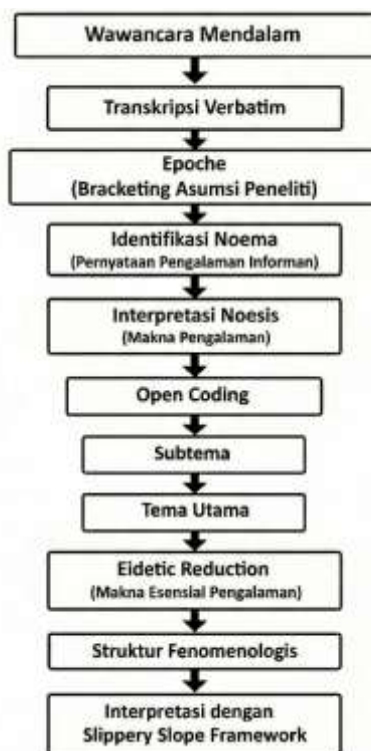 Wawancara Mendalam
Transkripsi Verbatim
Epoche
(Bracketing Asumsi Peneliti)
Identifikasi Noema
(Pernyataan Pengalaman Informan)
Interpretasi Noesis
(Makna Pengalaman)
Open Coding
Subtema
Tema Utama
Eidetic Reduction
(Makna Esensial Pengalaman)
Struktur Fenomenologis
Interpretasi dengan
Slippery Slope Framework